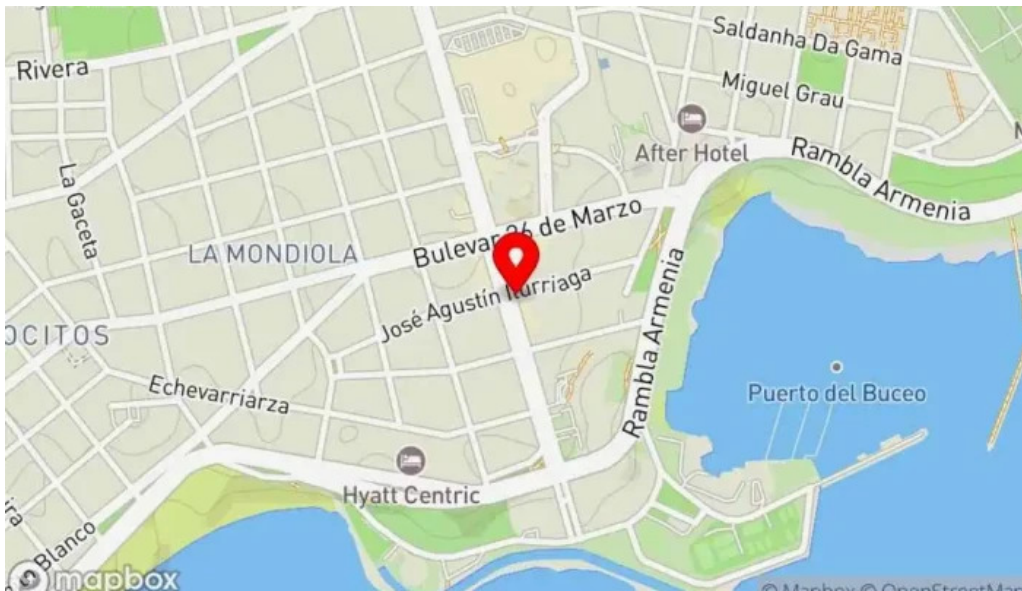 Saldanha Da Gama
Rivera
Miguel Grau
After Hotel
Rambla Armenia
La Gaceta
Bulevar 26 de Marzo
LA MONDIOLA
José Agustín Iturriaga
Rambla Armenia
OCITOS
Echevarriarza
Puerto del Buceo
Hyatt Centric
Blanco
mapbox
© Mapbox © OpenStreetMap